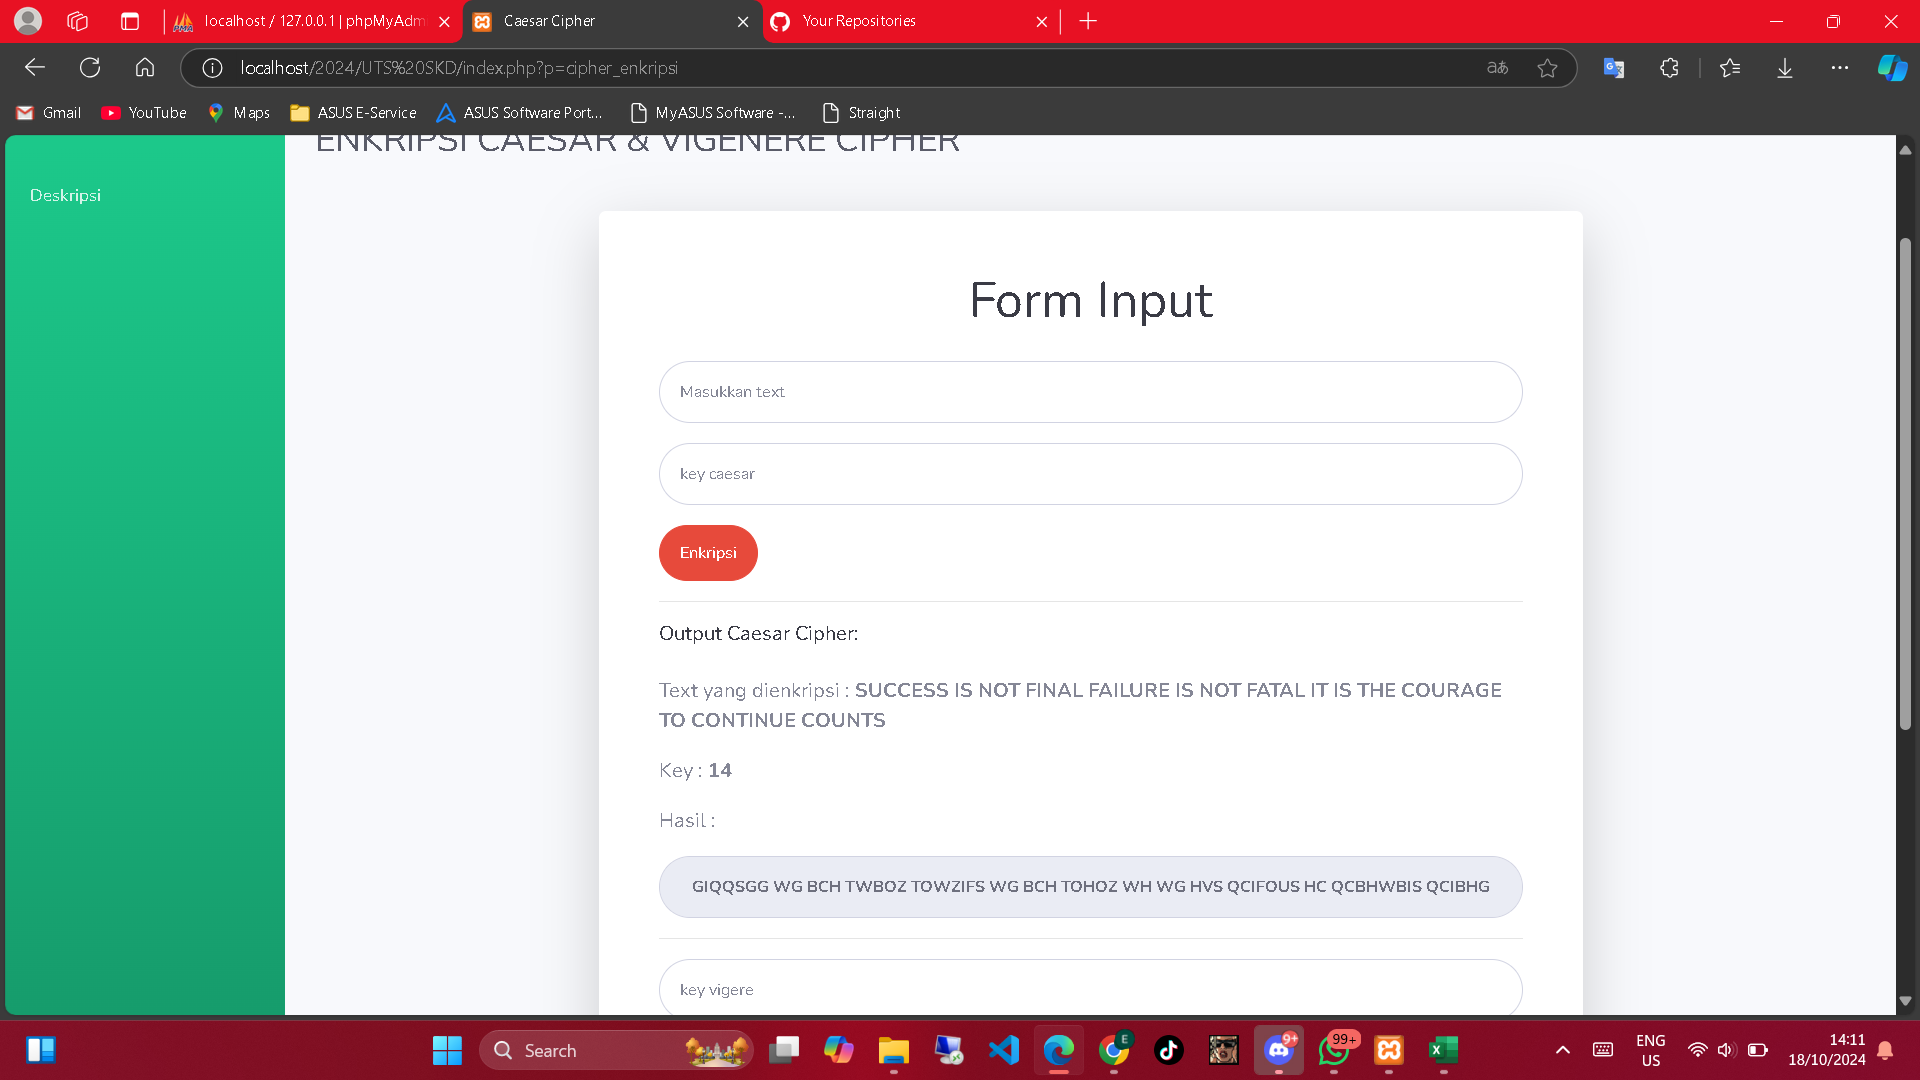 localhost / 127.0.0.1 | phpMyAdm
Caesar Cipher
Your Repositories
localhost/2024/UTS%20SKD/index.php?p=cipher_enkripsi
Gmail
YouTube
Maps
ASUS E-Service
ASUS Software Port...
MyASUS Software -...
Straight
ENKRIPSI CAESAR & VIGENERE CIPHER
Deskripsi
Form Input
Masukkan text
key caesar
Enkripsi
Output Caesar Cipher:
Text yang dienkripsi : SUCCESS IS NOT FINAL FAILURE IS NOT FATAL IT IS THE COURAGE
TO CONTINUE COUNTS
Key : 14
Hasil :
GIQQSGG WG BCH TWBOZ TOWZIFS WG BCH TOHOZ WH WG HVS QCIFOUS HC QCBHWBIS QCIBHG
key vigere
Search
E
9+
99+
ENG
US
14:11
18/10/2024